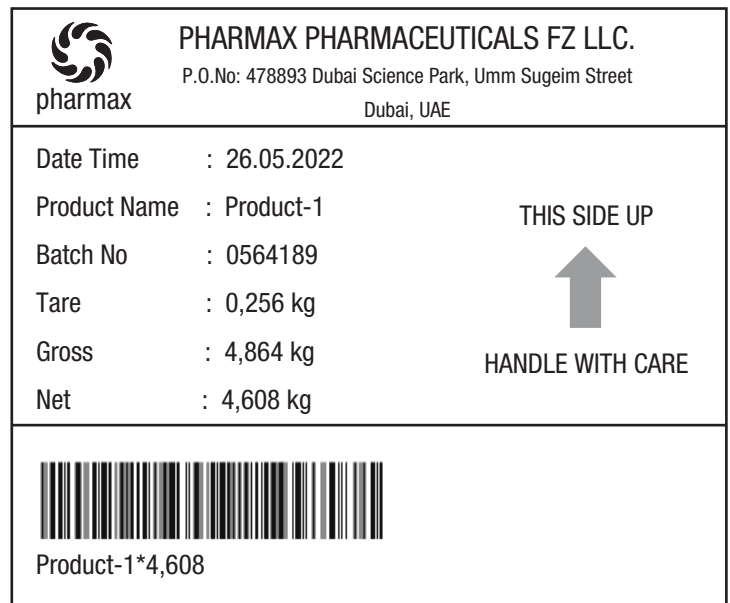 pharmax
PHARMAX PHARMACEUTICALS FZ LLC.
P.O.No: 478893 Dubai Science Park, Umm Sugeim Street
Dubai, UAE
Date Time : 26.05.2022
Product Name : Product-1
Batch No : 0564189
Tare : 0,256 kg
Gross : 4,864 kg
Net : 4,608 kg
THIS SIDE UP
HANDLE WITH CARE
Product-1*4,608